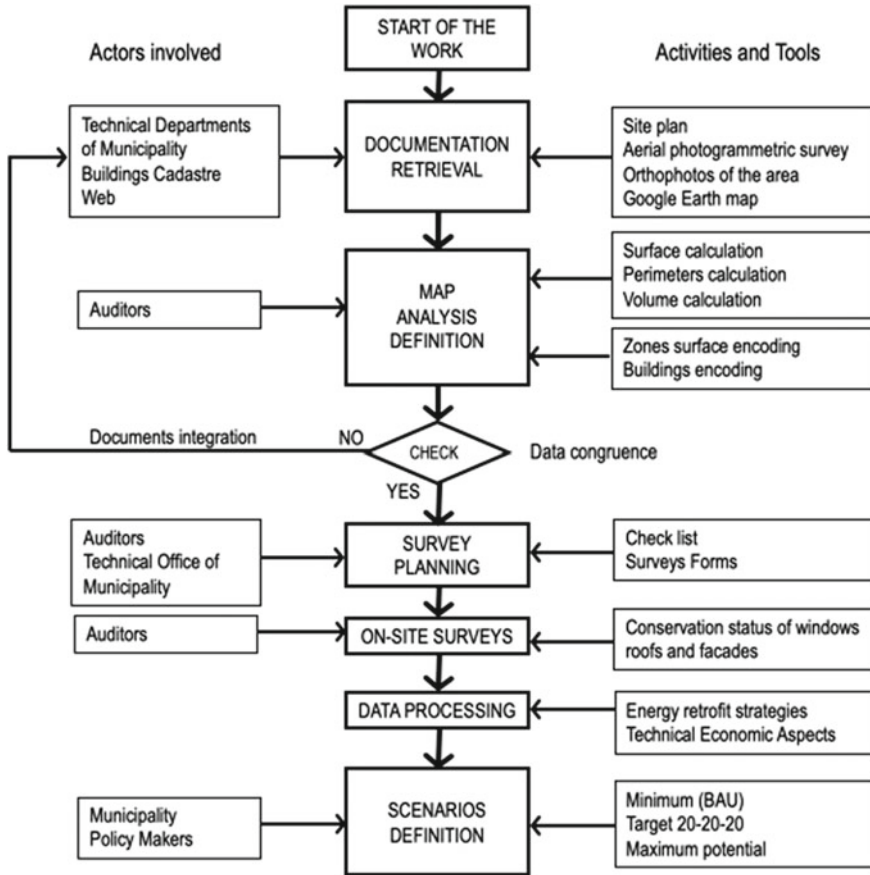 START OF THE
WORK
Actors involved
Activities and Tools
Technical Departments
of Municipality
Buildings Cadastre
Web
DOCUMENTATION
RETRIEVAL
Site plan
Aerial photogrammetric survey
Orthophotos of the area
Google Earth map
Auditors
MAP
ANALYSIS
DEFINITION
Surface calculation
Perimeters calculation
Volume calculation
Zones surface encoding
Buildings encoding
Documents integration
NO
CHECK
Data congruence
YES
Auditors
Technical Office of
Municipality
SURVEY
PLANNING
Check list
Surveys Forms
Auditors
ON-SITE SURVEYS
Conservation status of windows
roofs and facades
DATA PROCESSING
Energy retrofit strategies
Technical Economic Aspects
Municipality
Policy Makers
SCENARIOS
DEFINITION
Minimum (BAU)
Target 20-20-20
Maximum potential